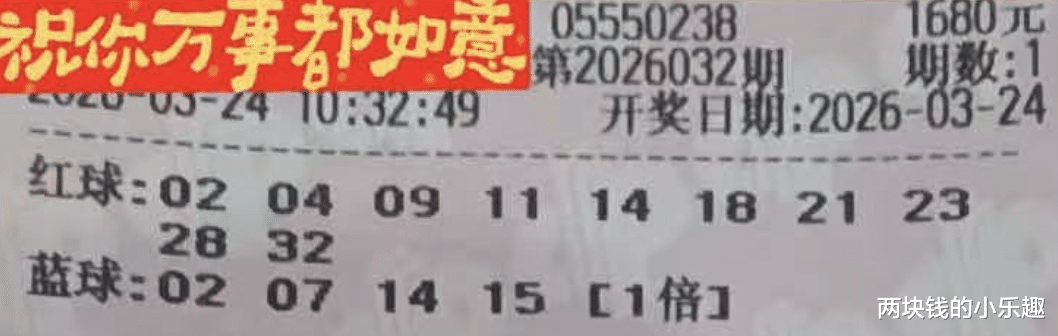 祝你万事都如意
05550238 1680元
第2026032期 期数:1
2026-03-24 10:32:49 开奖日期:2026-03-24
红球:02 04 09 11 14 18 21 23
28 32
蓝球:02 07 14 15 [1倍]
两块钱的小乐趣